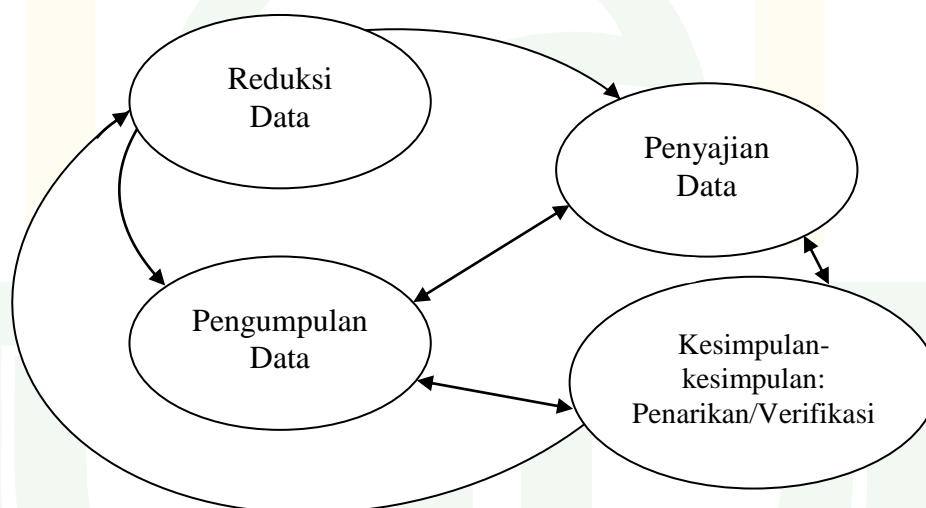 Reduksi
Data
Penyajian
Data
Pengumpulan
Data
Kesimpulan-
kesimpulan:
Penarikan/Verifikasi